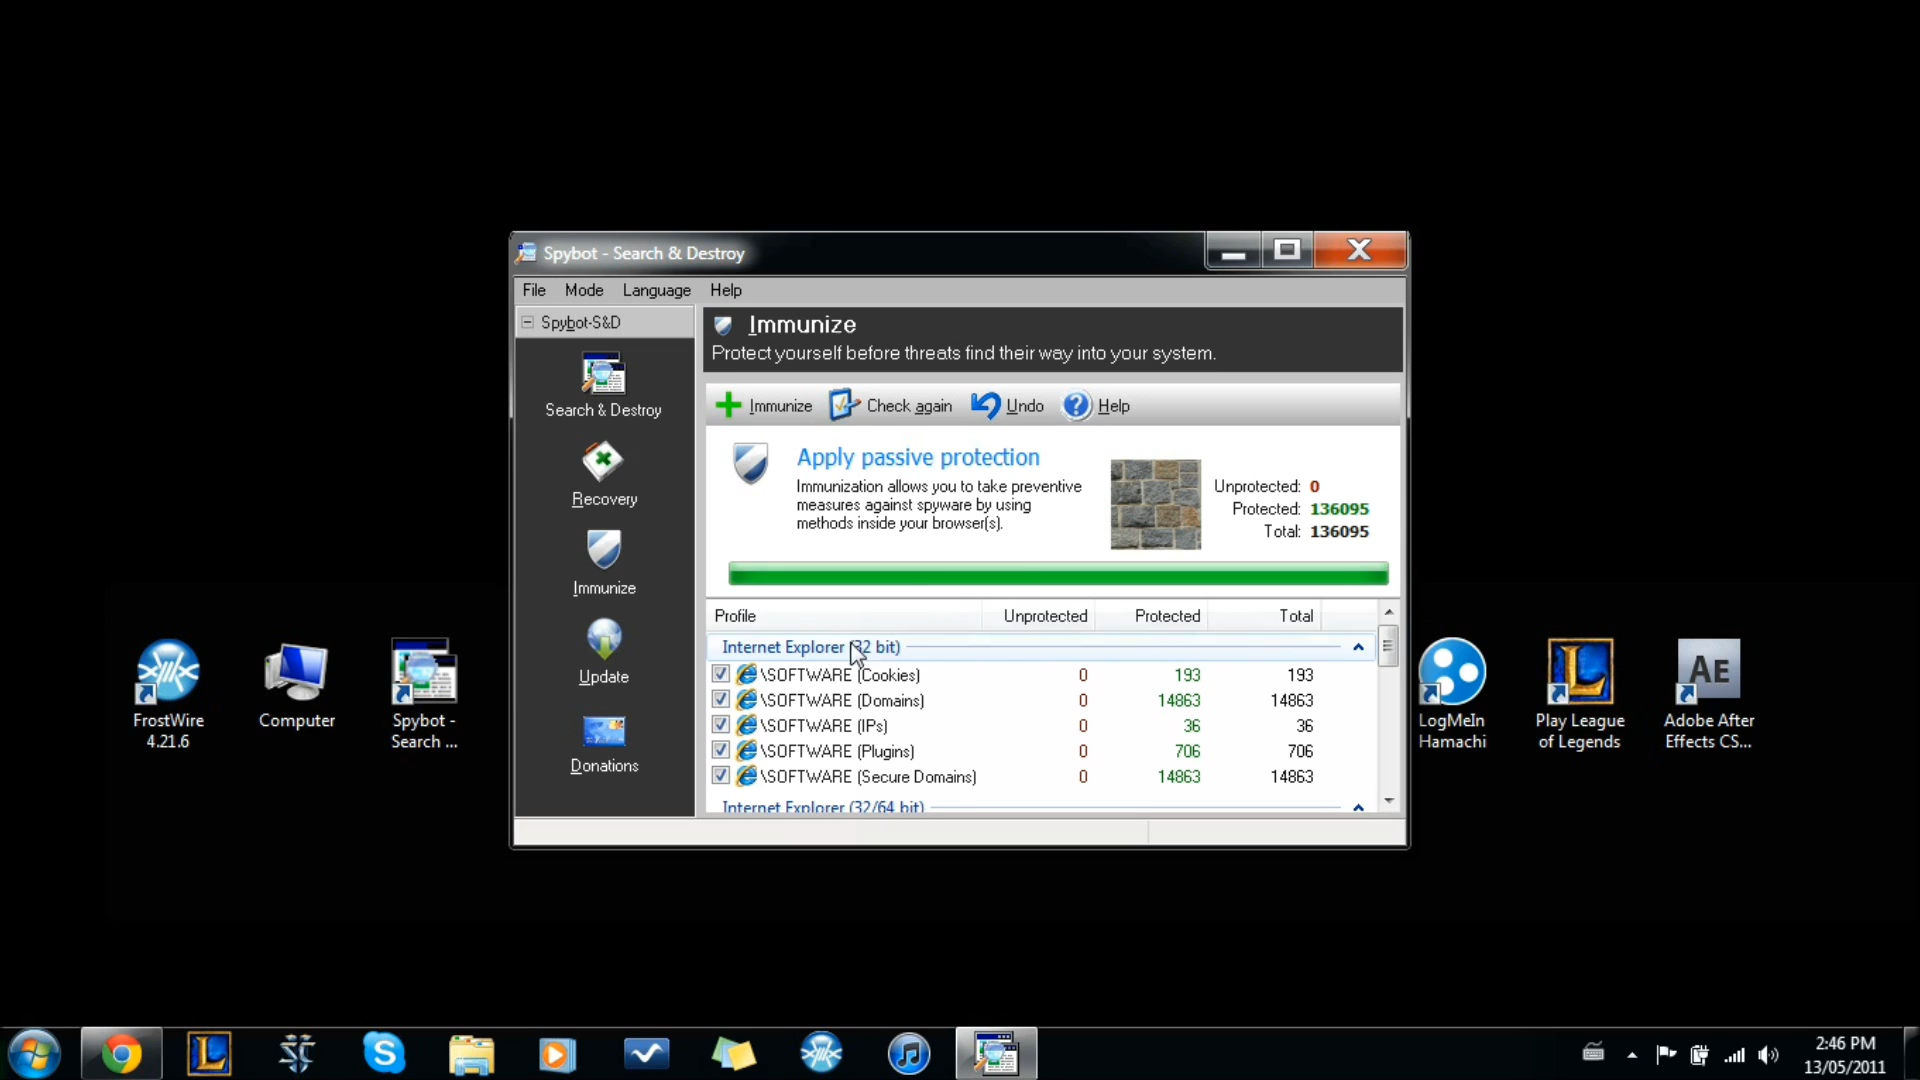 Spybot - Search & Destroy
File Mode Language Help
Spybot-S&D
Search & Destroy
Recovery
Immunize
Update
Donations
Immunize
Protect yourself before threats find their way into your system.
Immunize Check again Undo Help
Apply passive protection
Immunization allows you to take preventive
measures against spyware by using
methods inside your browser(s).
Unprotected: 0
Protected: 136095
Total: 136095
Profile Unprotected Protected Total
Internet Explorer (32 bit)
\SOFTWARE (Cookies) 0 193 193
\SOFTWARE (Domains) 0 14863 14863
\SOFTWARE (IPs) 0 36 36
\SOFTWARE (Plugins) 0 706 706
\SOFTWARE (Secure Domains) 0 14863 14863
Internet Explorer (32/64 bit)
FrostWire
4.21.6
Computer
Spybot -
Search ...
LogMeIn
Hamachi
Play League
of Legends
AE
Adobe After
Effects CS...
2:46 PM
13/05/2011